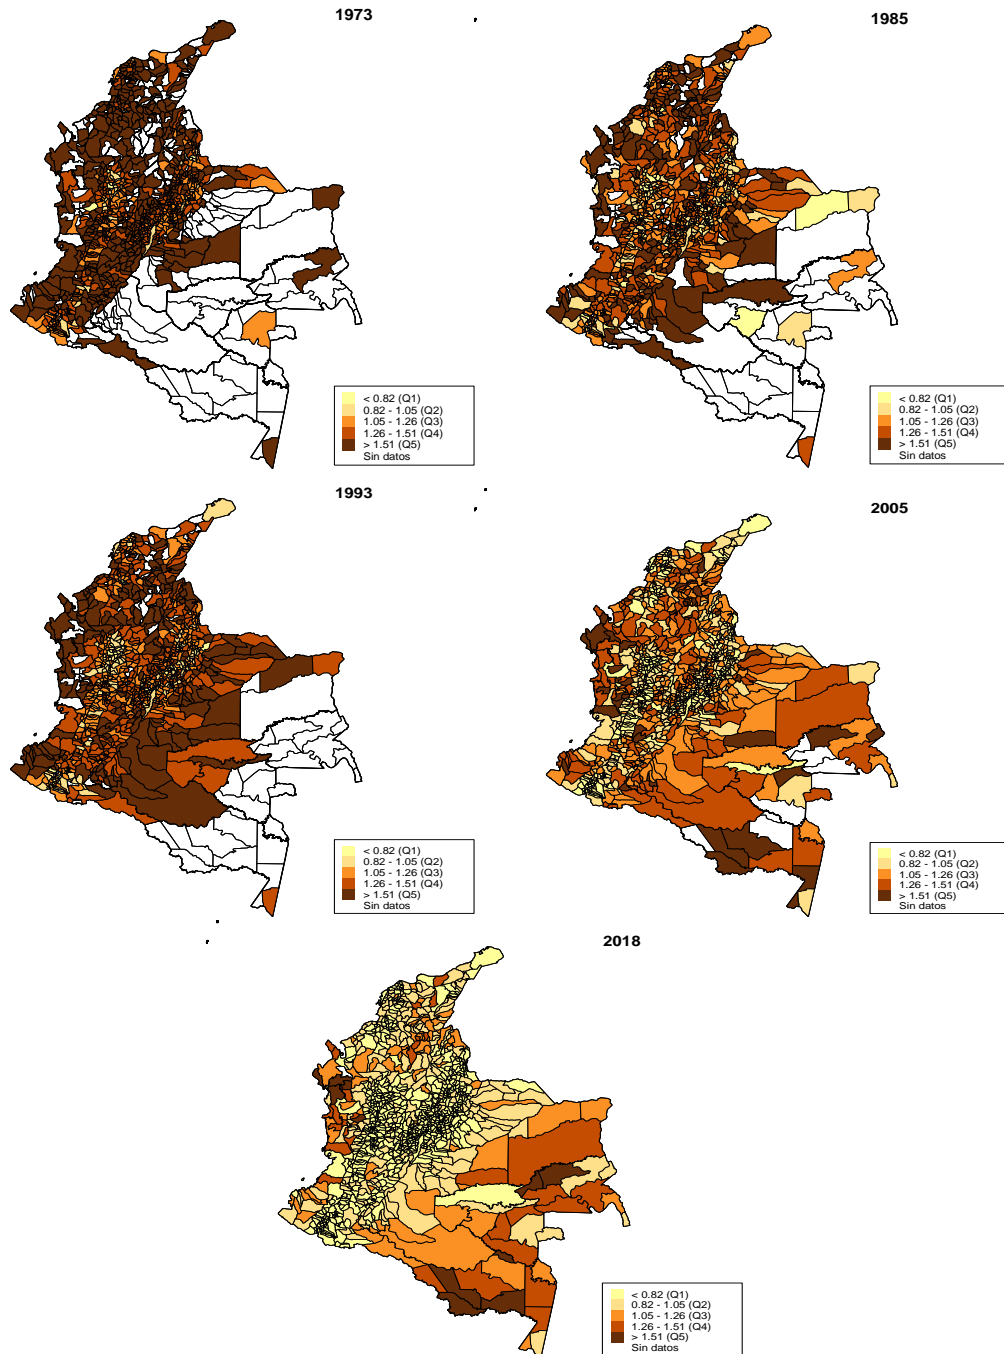 1973
1985
< 0.82 (Q1)
0.82 - 1.05 (Q2)
1.05 - 1.26 (Q3)
1.26 - 1.51 (Q4)
> 1.51 (Q5)
Sin datos
< 0.82 (Q1)
0.82 - 1.05 (Q2)
1.05 - 1.26 (Q3)
1.26 - 1.51 (Q4)
> 1.51 (Q5)
Sin datos
1993
2005
< 0.82 (Q1)
0.82 - 1.05 (Q2)
1.05 - 1.26 (Q3)
1.26 - 1.51 (Q4)
> 1.51 (Q5)
Sin datos
< 0.82 (Q1)
0.82 - 1.05 (Q2)
1.05 - 1.26 (Q3)
1.26 - 1.51 (Q4)
> 1.51 (Q5)
Sin datos
2018
< 0.82 (Q1)
0.82 - 1.05 (Q2)
1.05 - 1.26 (Q3)
1.26 - 1.51 (Q4)
> 1.51 (Q5)
Sin datos